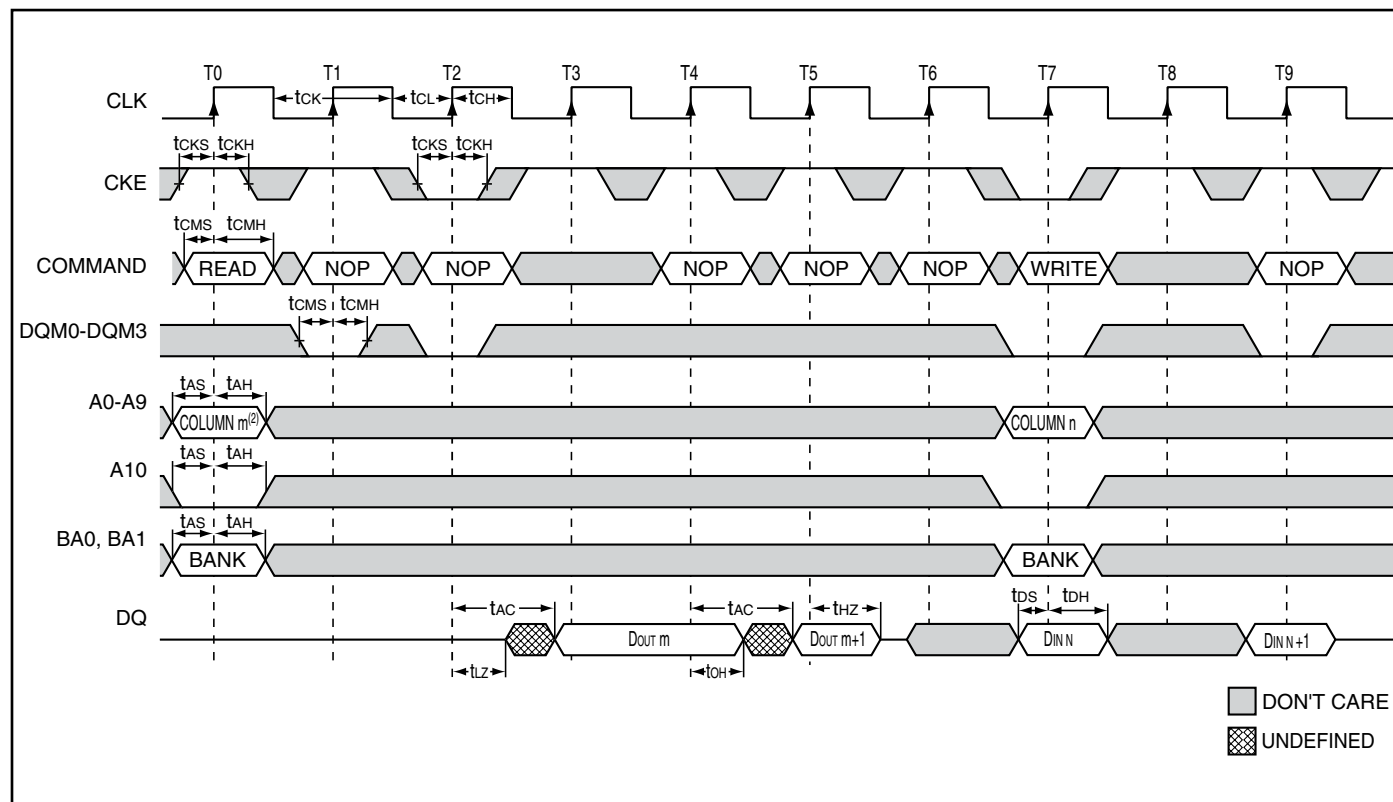 T0 T1 T2 T3 T4 T5 T6 T7 T8 T9
CLK tCK tCL tCH
tCKS tCKH tCKS tCKH
CKE
tCMS tCMH
COMMAND READ NOP NOP NOP NOP NOP WRITE NOP
tCMS tCMH
DQM0-DQM3
tAS tAH
A0-A9 COLUMN m(2) COLUMN n
tAS tAH
A10
tAS tAH
BA0, BA1 BANK BANK
tAC tAC tHZ tDS tDH
DQ DOUT m DOUT m+1 DIN N DIN N+1
tLZ tOH
DON'T CARE
UNDEFINED